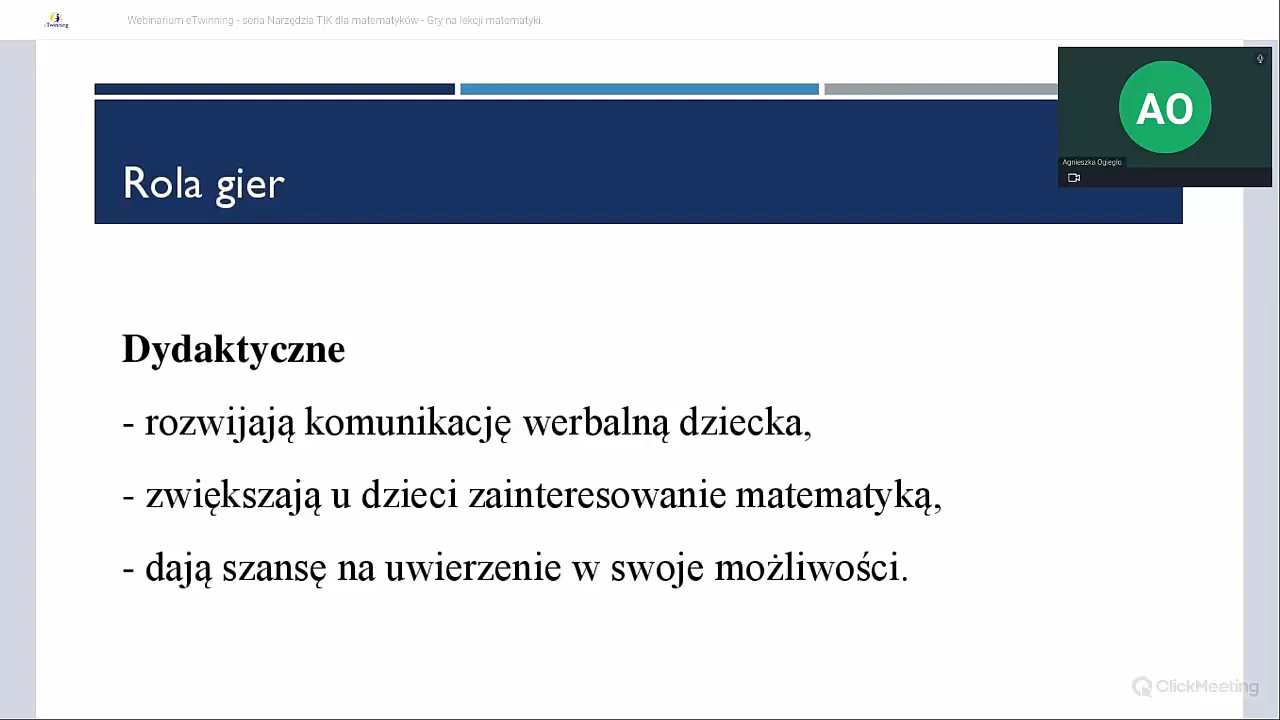 eTwinning
Webinarium eTwinning - seria Narzędzia TIK dla matematyków - Gry na lekcji matematyki.
AO
Agnieszka Ogiegło
Rola gier
Dydaktyczne
- rozwijają komunikację werbalną dziecka,
- zwiększają u dzieci zainteresowanie matematyką,
- dają szansę na uwierzenie w swoje możliwości.
ClickMeeting